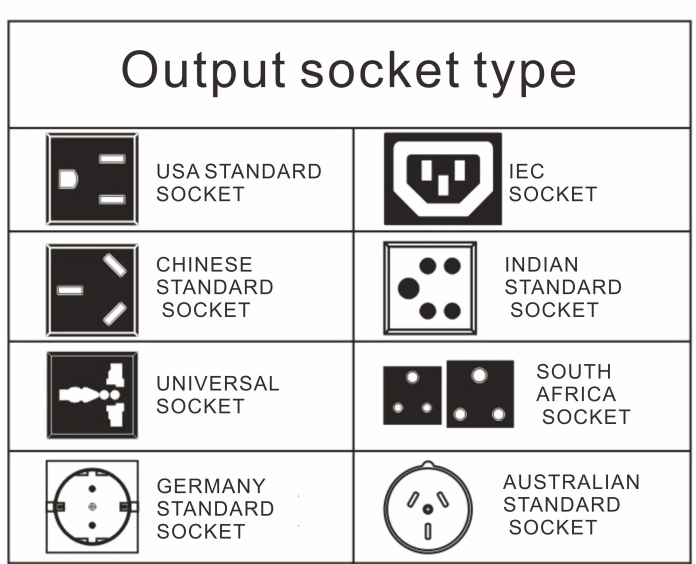 Output socket type
USA STANDARD
SOCKET
IEC
SOCKET
CHINESE
STANDARD
SOCKET
INDIAN
STANDARD
SOCKET
UNIVERSAL
SOCKET
SOUTH
AFRICA
SOCKET
GERMANY
STANDARD
SOCKET
AUSTRALIAN
STANDARD
SOCKET